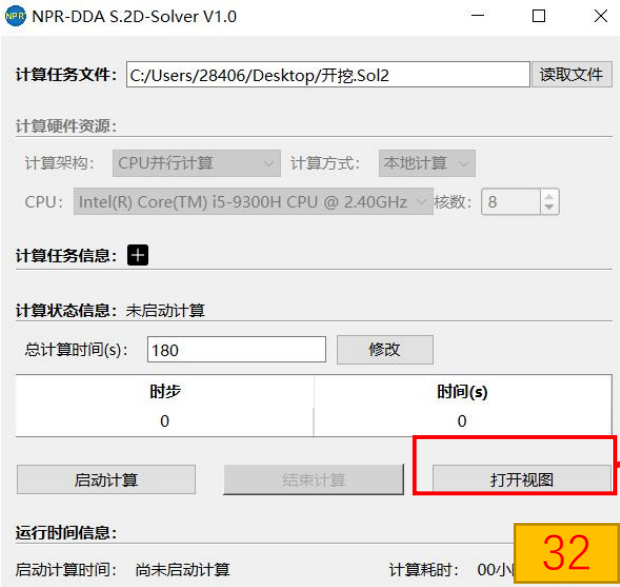 NPR NPR-DDA S.2D-Solver V1.0
计算任务文件: C:/Users/28406/Desktop/开挖.Sol2 读取文件
计算硬件资源:
计算架构: CPU并行计算 计算方式: 本地计算
CPU: Intel(R) Core(TM) i5-9300H CPU @ 2.40GHz 核数: 8
计算任务信息:
计算状态信息: 未启动计算
总计算时间(s): 180 修改
时步 时间(s)
0 0
启动计算 结束计算 打开视图
运行时间信息:
启动计算时间: 尚未启动计算 计算耗时: 00小
32